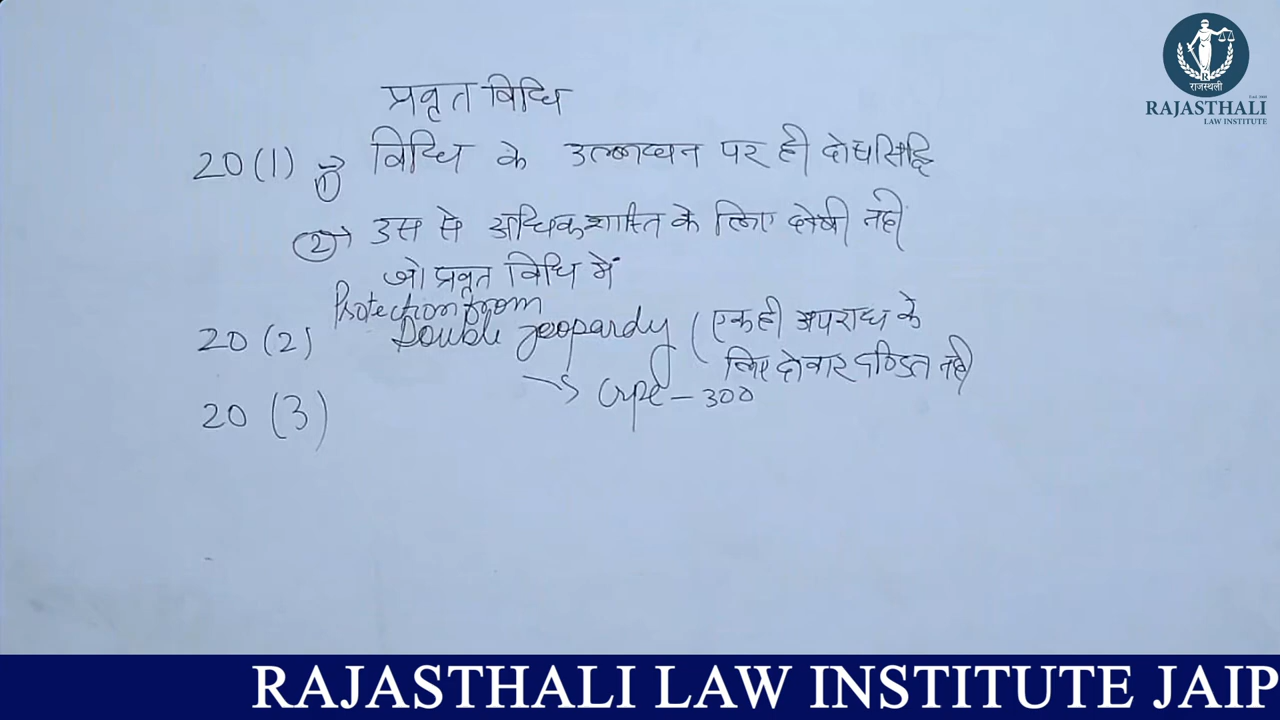 प्रवृत विधि
20 (1) 1) → विधि के उल्लघन पर ही दोषसिद्धि
2 → उस से अधिक शास्ति के लिए दोषी नहीं
जो प्रवृत विधि में
Protection from
20 (2) Double jeopardy ( एक ही अपराध के
लिए दो बार दण्डित नहीं
→ Crpc - 300
20 (3)
राजस्थली
RAJASTHALI
LAW INSTITUTE
RAJASTHALI LAW INSTITUTE JAIP